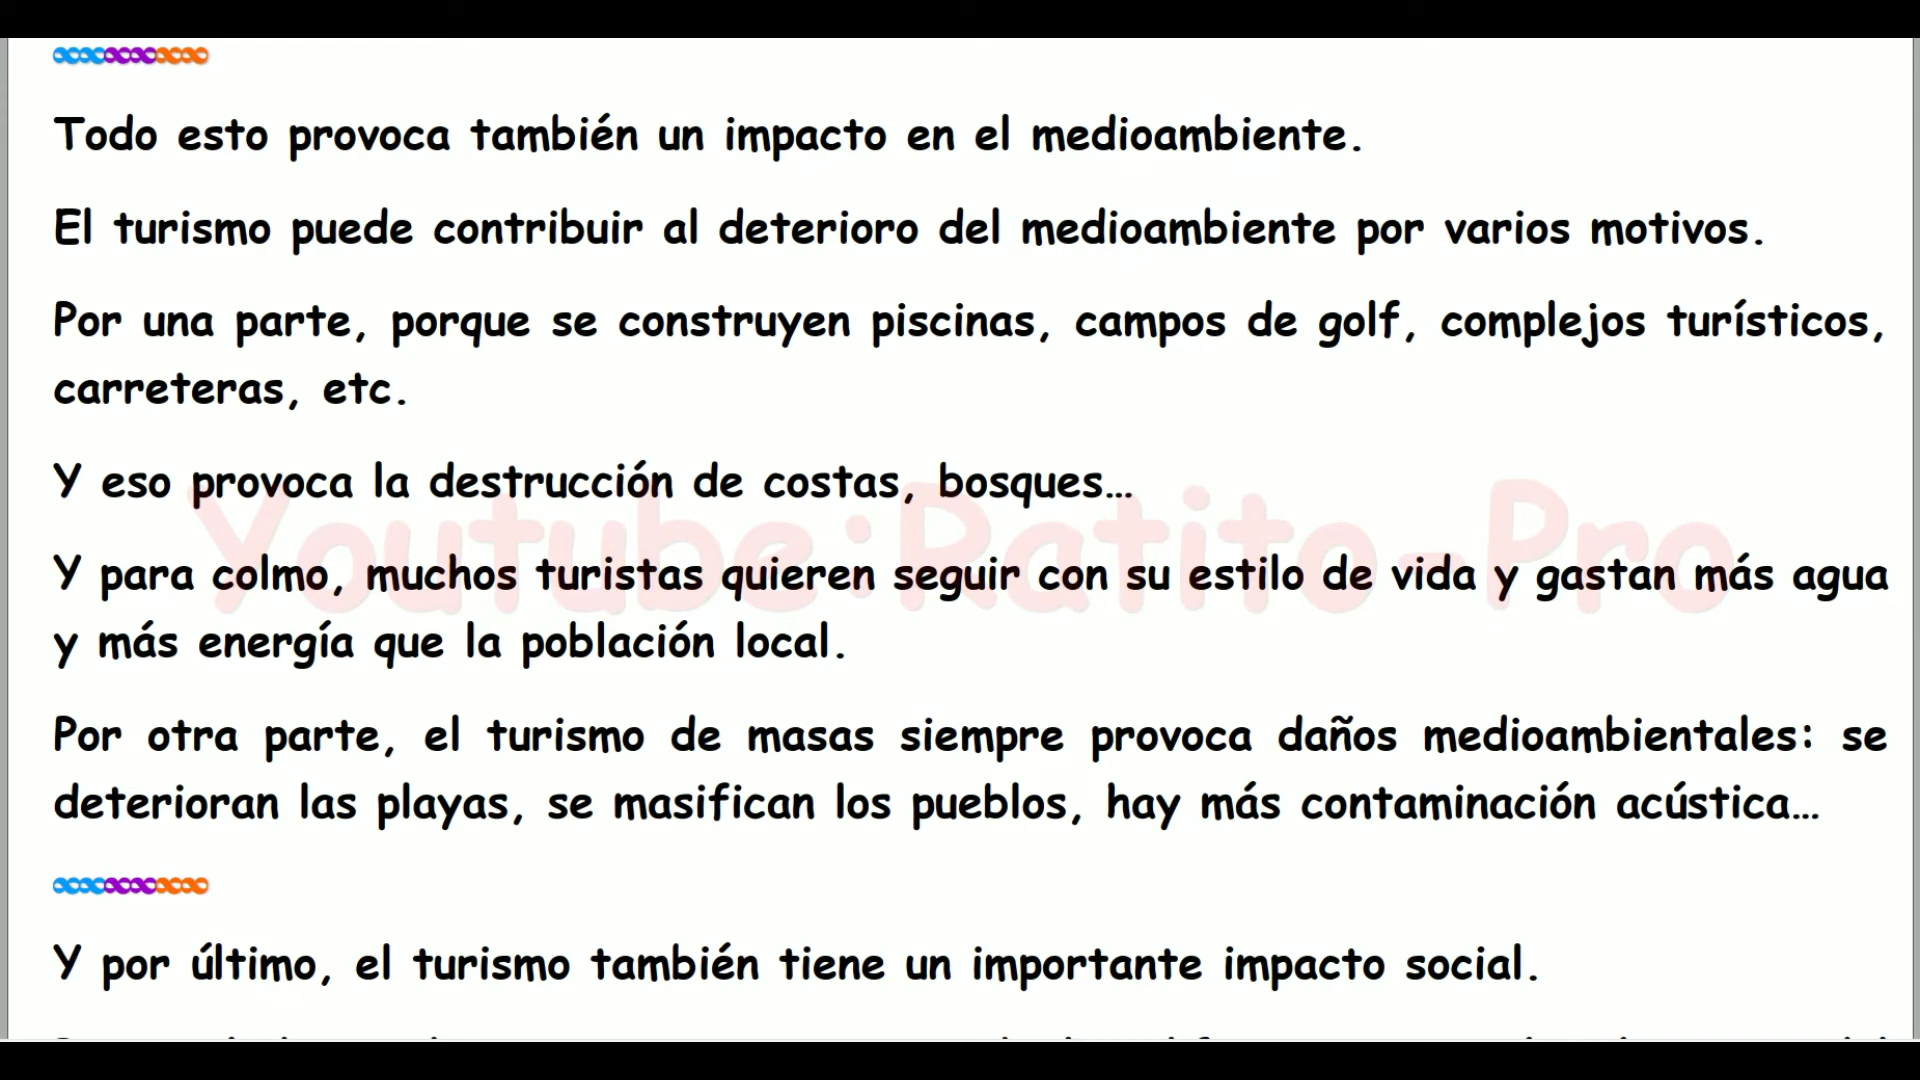 Todo esto provoca también un impacto en el medioambiente.
El turismo puede contribuir al deterioro del medioambiente por varios motivos.
Por una parte, porque se construyen piscinas, campos de golf, complejos turísticos,
carreteras, etc.
Y eso provoca la destrucción de costas, bosques…
Youtube:Ratito-Pro
Y para colmo, muchos turistas quieren seguir con su estilo de vida y gastan más agua
y más energía que la población local.
Por otra parte, el turismo de masas siempre provoca daños medioambientales: se
deterioran las playas, se masifican los pueblos, hay más contaminación acústica…
Y por último, el turismo también tiene un importante impacto social.